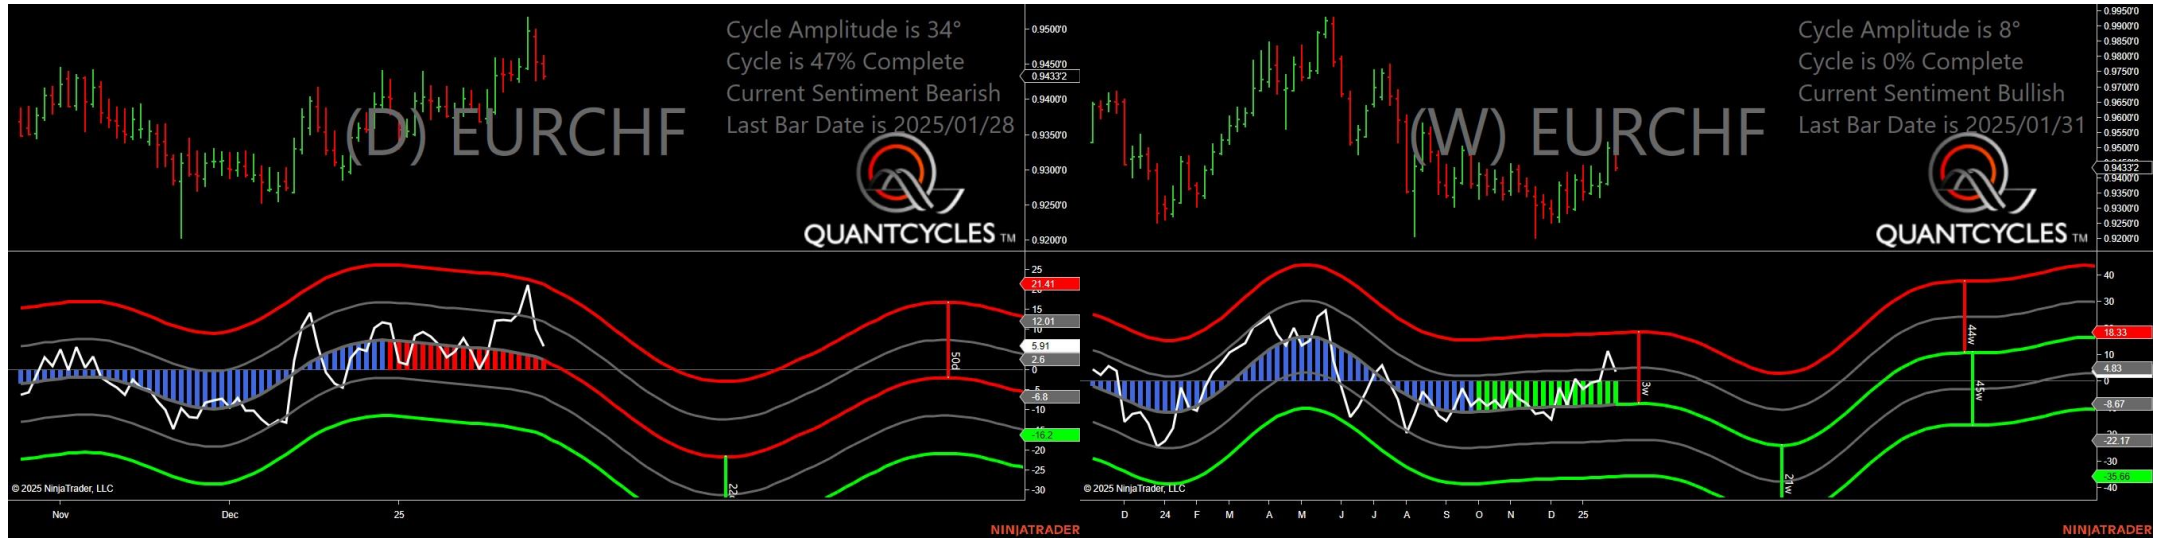 Cycle Amplitude is 34°
Cycle is 47% Complete
Current Sentiment Bearish
Last Bar Date is 2025/01/28
(D) EURCHF
QUANTCYCLES TM
0.9500'0
0.9450'0
0.9433'2
0.9400'0
0.9350'0
0.9300'0
0.9250'0
0.9200'0
25
21.41
15
12.01
10
5.91
2.6
0
-5
-6.8
-10
-16.2
-20
-25
-30
50d
© 2025 NinjaTrader, LLC
Nov
Dec
25
NINJATRADER
Cycle Amplitude is 8°
Cycle is 0% Complete
Current Sentiment Bullish
Last Bar Date is 2025/01/31
(W) EURCHF
QUANTCYCLES TM
0.9950'0
0.9900'0
0.9850'0
0.9800'0
0.9750'0
0.9700'0
0.9650'0
0.9600'0
0.9550'0
0.9500'0
0.9433'2
0.9400'0
0.9350'0
0.9300'0
0.9250'0
0.9200'0
40
30
18.33
10
4.83
0
-8.67
-22.17
-30
-35.66
-40
3w
21w
44w
45w
© 2025 NinjaTrader, LLC
D
24
F
M
A
M
J
J
A
S
O
N
D
25
NINJATRADER